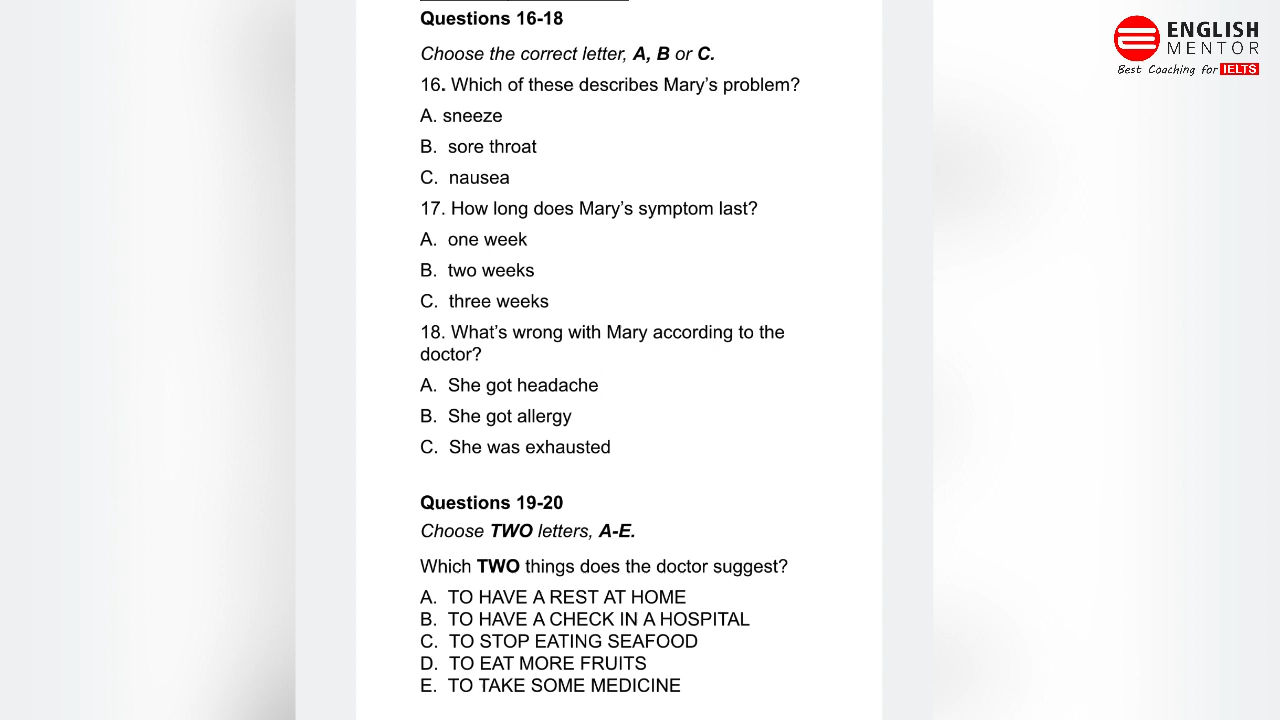 ENGLISH
MENTOR
Best Coaching for IELTS
Questions 16-18
Choose the correct letter, A, B or C.
16. Which of these describes Mary’s problem?
A. sneeze
B. sore throat
C. nausea
17. How long does Mary’s symptom last?
A. one week
B. two weeks
C. three weeks
18. What’s wrong with Mary according to the
doctor?
A. She got headache
B. She got allergy
C. She was exhausted
Questions 19-20
Choose TWO letters, A-E.
Which TWO things does the doctor suggest?
A. TO HAVE A REST AT HOME
B. TO HAVE A CHECK IN A HOSPITAL
C. TO STOP EATING SEAFOOD
D. TO EAT MORE FRUITS
E. TO TAKE SOME MEDICINE